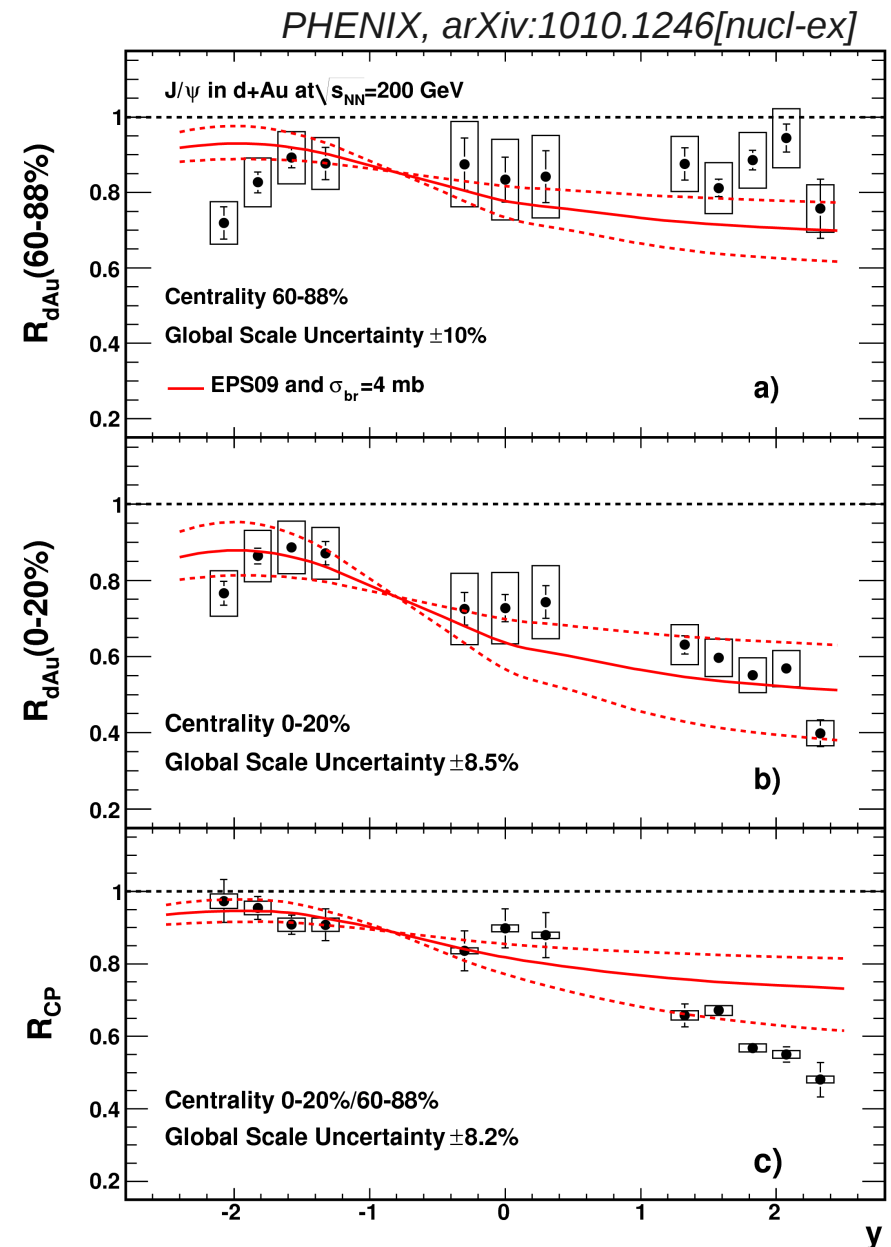 PHENIX, arXiv:1010.1246[nucl-ex]
J/ψ in d+Au at √sNN=200 GeV
1
0.8
0.6
0.4
0.2
RdAu(60-88%)
Centrality 60-88%
Global Scale Uncertainty ±10%
EPS09 and σbr=4 mb
a)
1
0.8
0.6
0.4
0.2
RdAu(0-20%)
Centrality 0-20%
Global Scale Uncertainty ±8.5%
b)
1
0.8
0.6
0.4
0.2
RCP
Centrality 0-20%/60-88%
Global Scale Uncertainty ±8.2%
c)
-2 -1 0 1 2
y